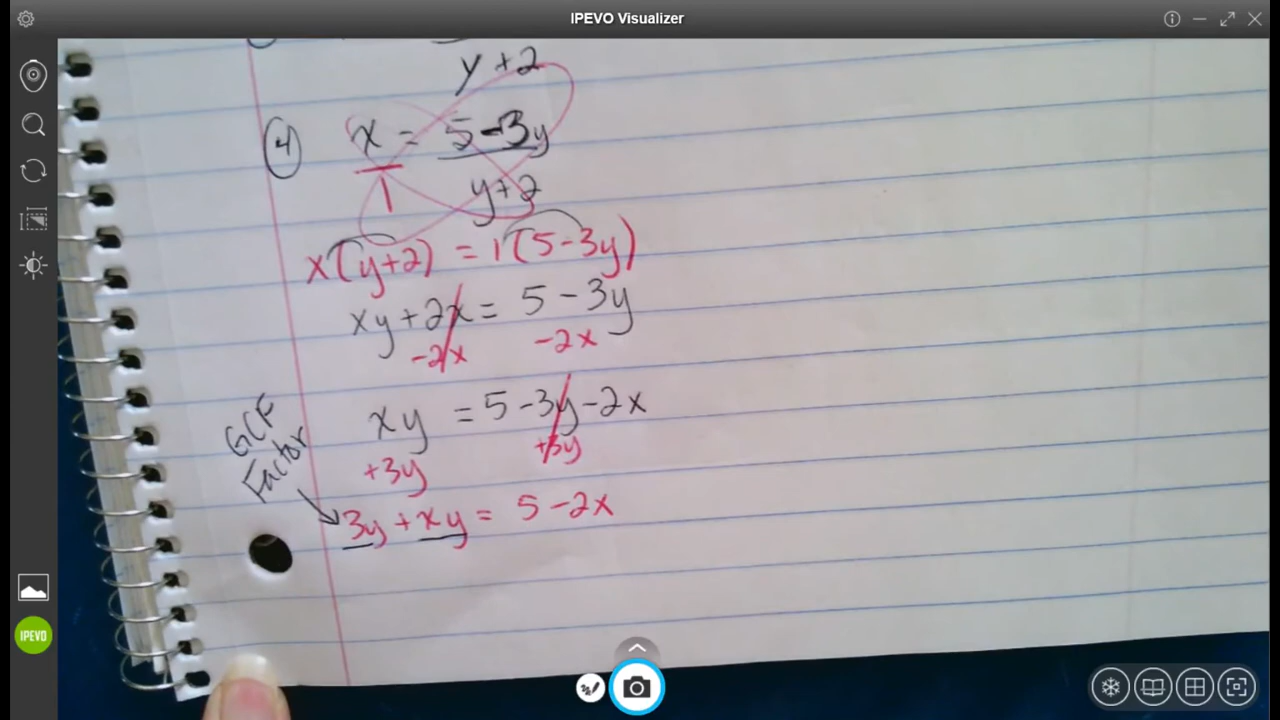 IPEVO Visualizer
y + 2
4 x = 5 - 3y
1 y + 2
x(y+2) = 1(5-3y)
xy + 2x = 5 - 3y
-2x -2x
xy = 5 - 3y - 2x
+3y +3y
GCF
Factor
3y + xy = 5 - 2x
IPEVO